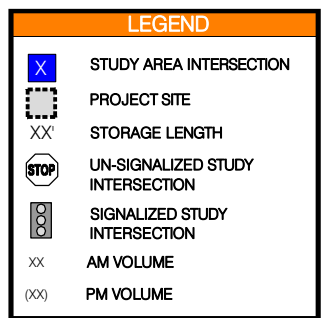 LEGEND
X STUDY AREA INTERSECTION
PROJECT SITE
XX' STORAGE LENGTH
STOP UN-SIGNALIZED STUDY
INTERSECTION
SIGNALIZED STUDY
INTERSECTION
XX AM VOLUME
(XX) PM VOLUME